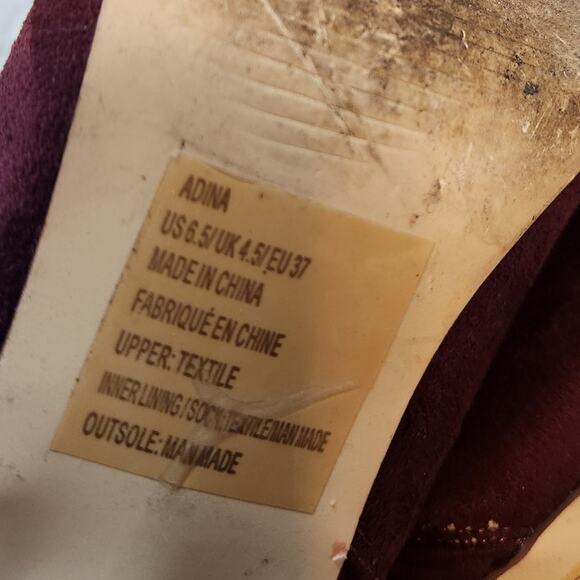 ADINA
US 6.5/ UK 4.5/ EU 37
MADE IN CHINA
FABRIQUÉ EN CHINE
UPPER: TEXTILE
INNER LINING / SOCK:TEXTILE/MAN MADE
OUTSOLE: MAN MADE